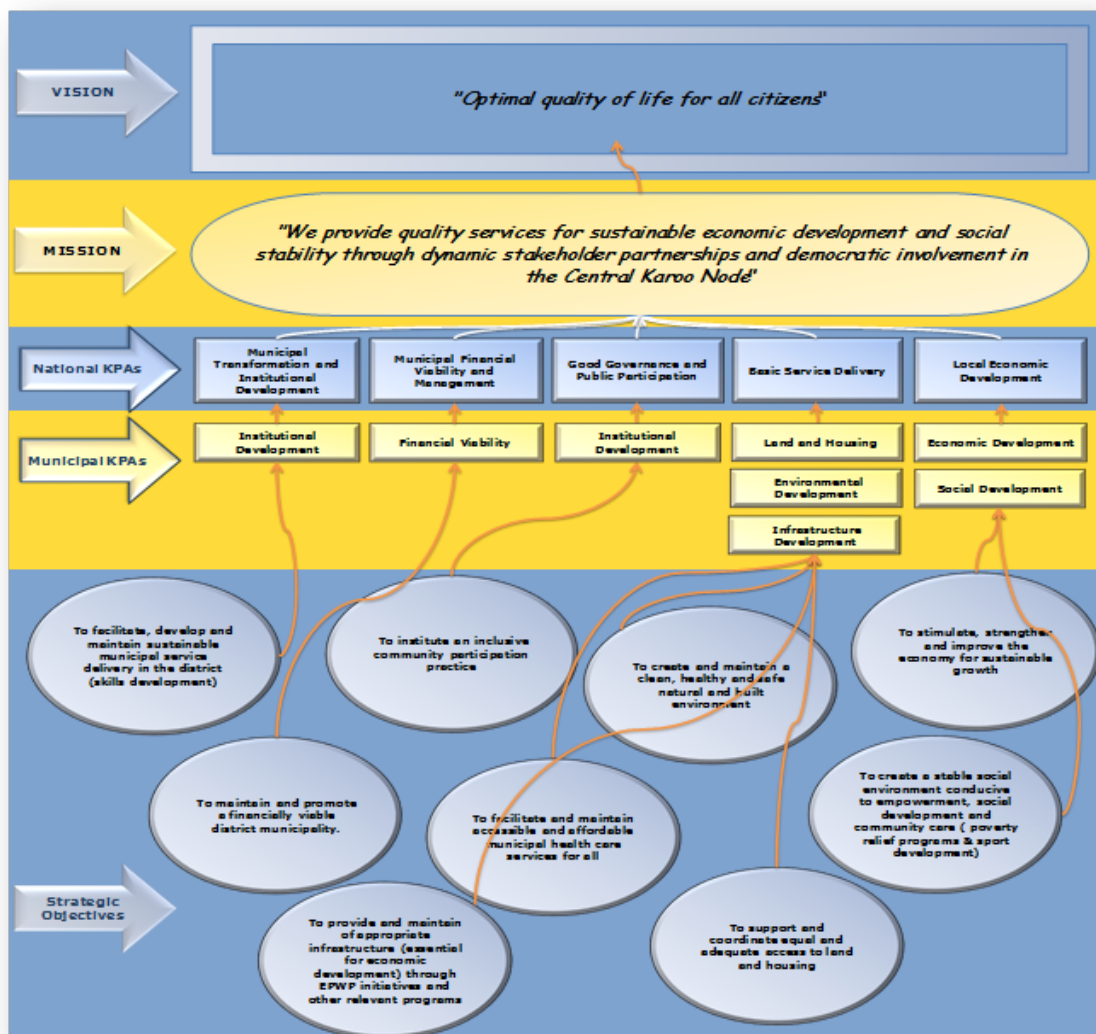 VISION
"Optimal quality of life for all citizens"
MISSION
"We provide quality services for sustainable economic development and social
stability through dynamic stakeholder partnerships and democratic involvement in
the Central Karoo Node"
National KPAs
Municipal
Transformation and
Institutional
Development
Municipal Financial
Viability and
Management
Good Governance and
Public Participation
Basic Service Delivery
Local Economic
Development
Municipal KPAs
Institutional
Development
Financial Viability
Institutional
Development
Land and Housing
Economic Development
Environmental
Development
Social Development
Infrastructure
Development
Strategic
Objectives
To facilitate, develop and
maintain sustainable
municipal service
delivery in the district
(skills development)
To institute an inclusive
community participation
practice
To create and maintain a
clean, healthy and safe
natural and built
environment
To stimulate, strengthen
and improve the
economy for sustainable
growth
To maintain and promote
a financially viable
district municipality.
To facilitate and maintain
accessible and affordable
municipal health care
services for all
To create a stable social
environment conducive
to empowerment, social
development and
community care ( poverty
relief programs & sport
development)
To provide and maintain
of appropriate
infrastructure (essential
for economic
development) through
EPWP initiatives and
other relevant programs
To support and
coordinate equal and
adequate access to land
and housing